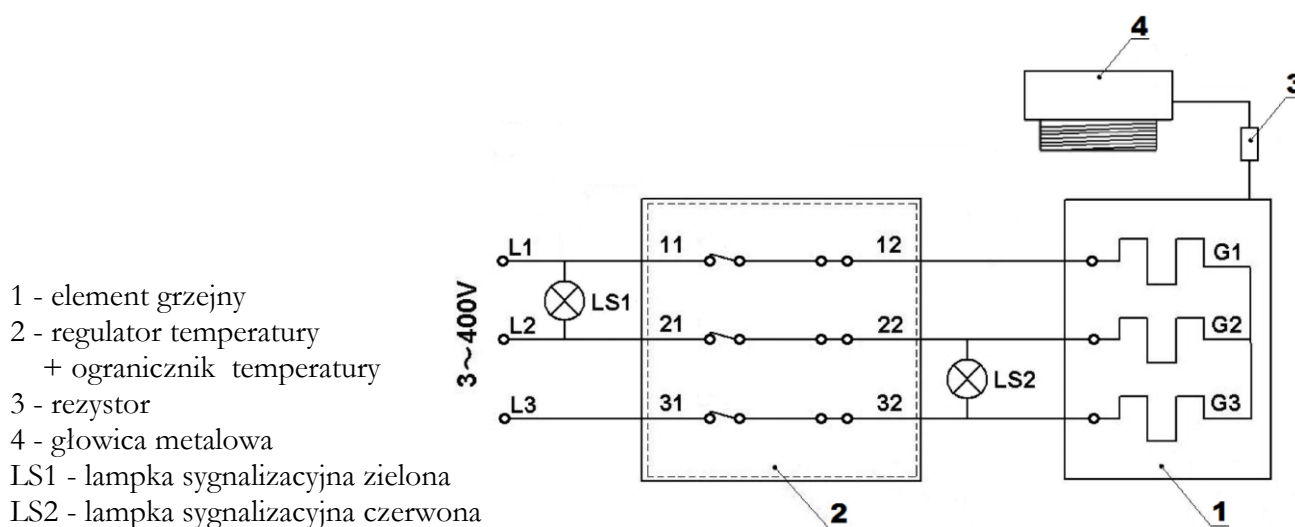 4
3
L1
11
12
G1
LS1
L2
21
22
G2
LS2
L3
31
32
G3
3~400V
2
1
1 - element grzejny
2 - regulator temperatury
+ ogranicznik temperatury
3 - rezystor
4 - głowica metalowa
LS1 - lampka sygnalizacyjna zielona
LS2 - lampka sygnalizacyjna czerwona